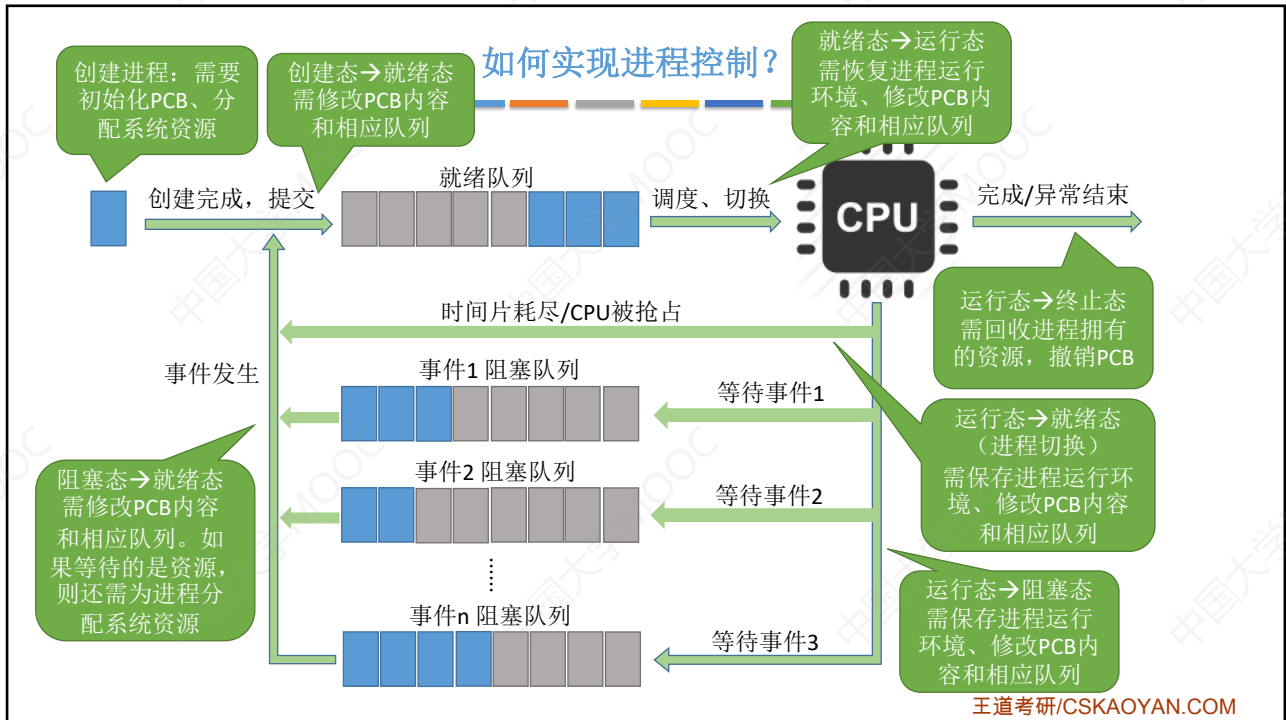 如何实现进程控制？
创建进程：需要
初始化PCB、分
配系统资源
创建态→就绪态
需修改PCB内容
和相应队列
就绪态→运行态
需恢复进程运行
环境、修改PCB内
容和相应队列
创建完成，提交
就绪队列
调度、切换
CPU
完成/异常结束
运行态→终止态
需回收进程拥有
的资源，撤销PCB
时间片耗尽/CPU被抢占
事件发生
事件1 阻塞队列
等待事件1
运行态→就绪态
（进程切换）
需保存进程运行环
境、修改PCB内容
和相应队列
阻塞态→就绪态
需修改PCB内容
和相应队列。如
果等待的是资源，
则还需为进程分
配系统资源
事件2 阻塞队列
等待事件2
……
事件n 阻塞队列
等待事件3
运行态→阻塞态
需保存进程运行
环境、修改PCB内
容和相应队列
王道考研/CSKAOYAN.COM
中国大学MOOC